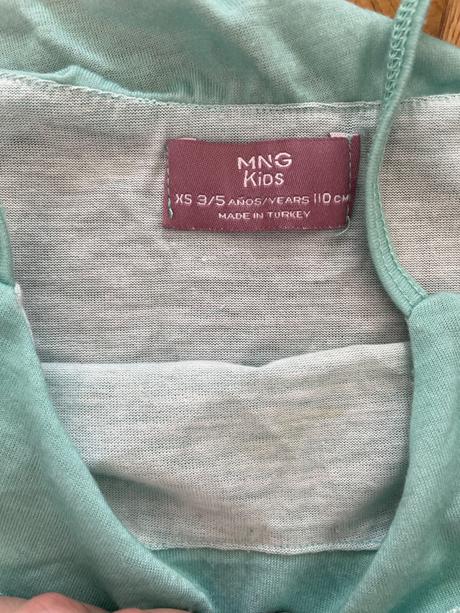 MNG
Kids
XS 3/5 AÑOS/YEARS 110 CM
MADE IN TURKEY